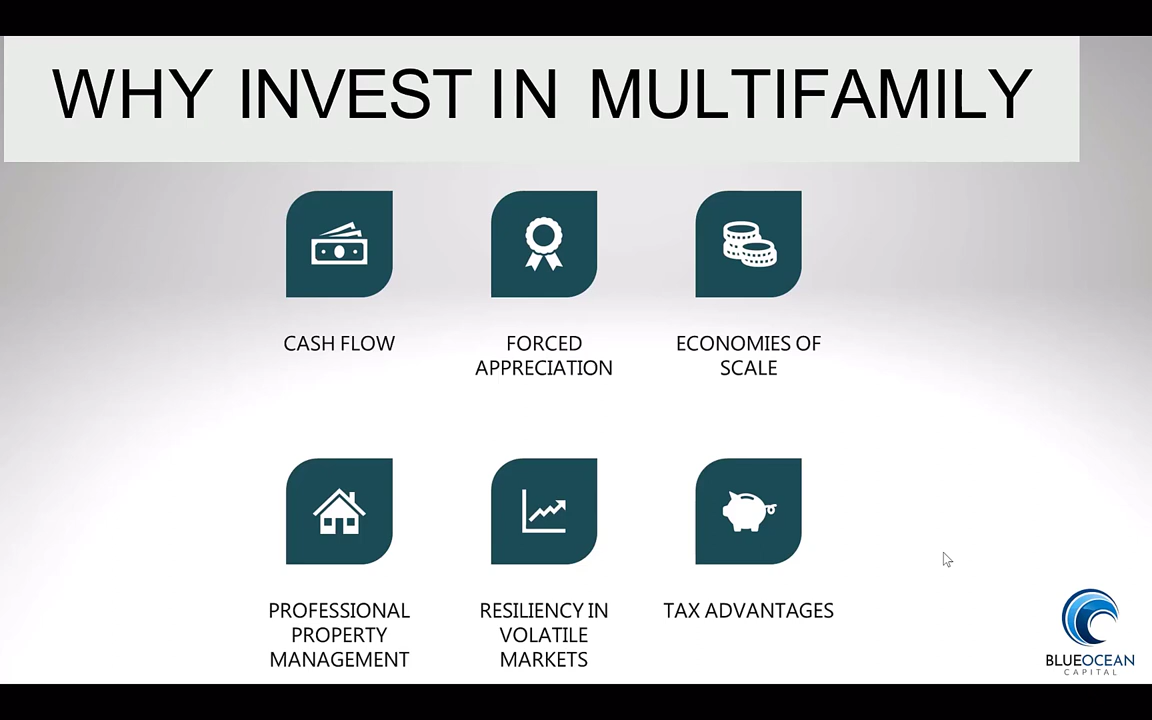 WHY INVEST IN MULTIFAMILY
CASH FLOW
FORCED
APPRECIATION
ECONOMIES OF
SCALE
PROFESSIONAL
PROPERTY
MANAGEMENT
RESILIENCY IN
VOLATILE
MARKETS
TAX ADVANTAGES
BLUEOCEAN
CAPITAL